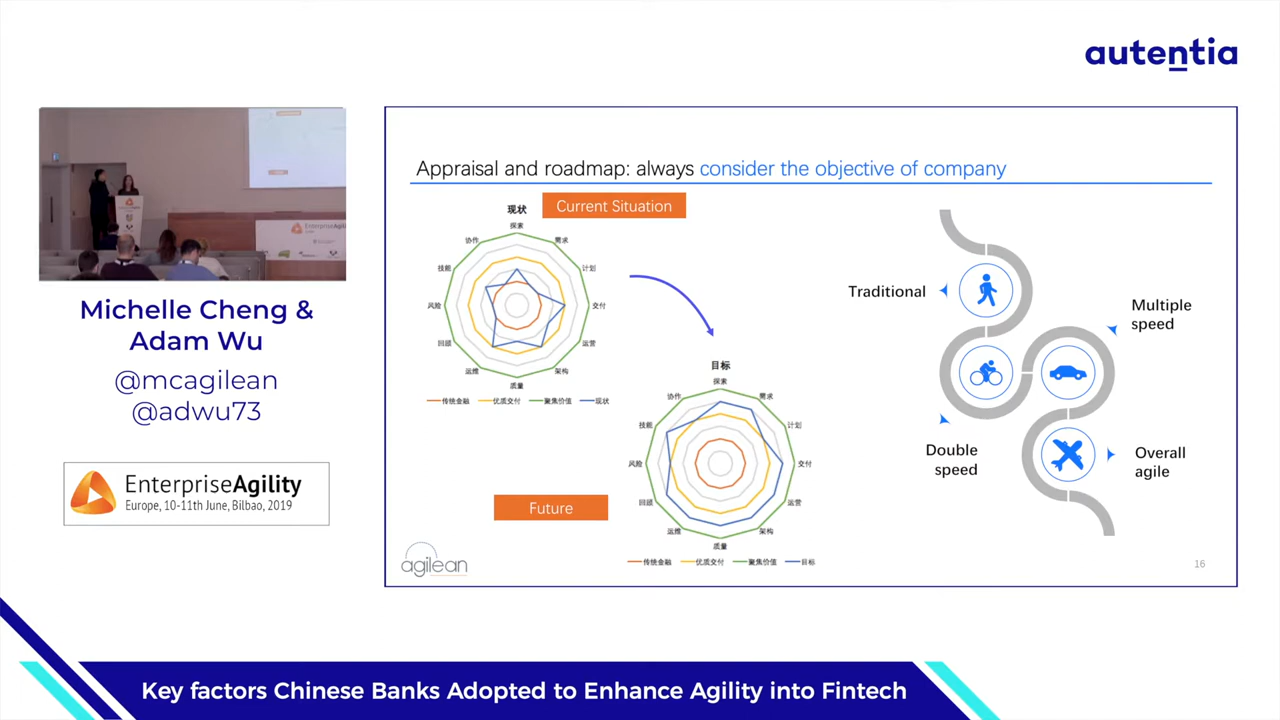 autentia
Appraisal and roadmap: always consider the objective of company
现状
Current Situation
探索
协作
需求
技能
计划
风险
交付
回顾
运营
运维
架构
质量
传统金融
优质交付
聚焦价值
现状
目标
探索
协作
需求
技能
计划
风险
交付
回顾
运营
运维
架构
质量
传统金融
优质交付
聚焦价值
目标
Future
Traditional
Multiple
speed
Double
speed
Overall
agile
agilean
16
Michelle Cheng &
Adam Wu
@mcagilean
@adwu73
EnterpriseAgility
Europe, 10-11th June, Bilbao, 2019
Key factors Chinese Banks Adopted to Enhance Agility into Fintech